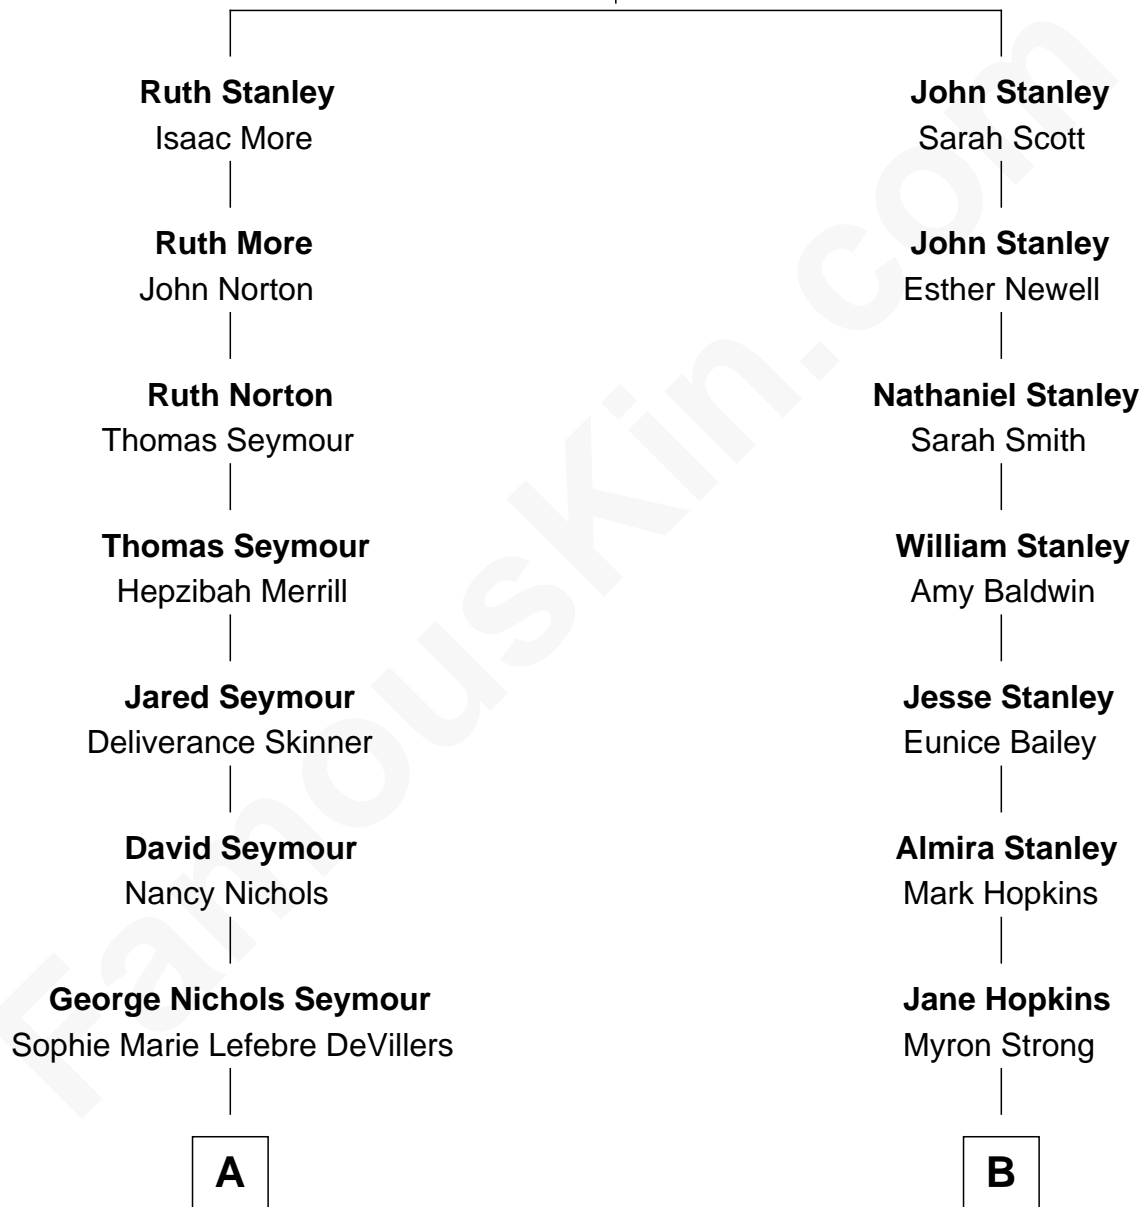 Ruth Stanley
Isaac More
Ruth More
John Norton
Ruth Norton
Thomas Seymour
Thomas Seymour
Hepzibah Merrill
Jared Seymour
Deliverance Skinner
David Seymour
Nancy Nichols
George Nichols Seymour
Sophie Marie Lefebre DeVillers
A
John Stanley
Sarah Scott
John Stanley
Esther Newell
Nathaniel Stanley
Sarah Smith
William Stanley
Amy Baldwin
Jesse Stanley
Eunice Bailey
Almira Stanley
Mark Hopkins
Jane Hopkins
Myron Strong
B
FamousKin.com